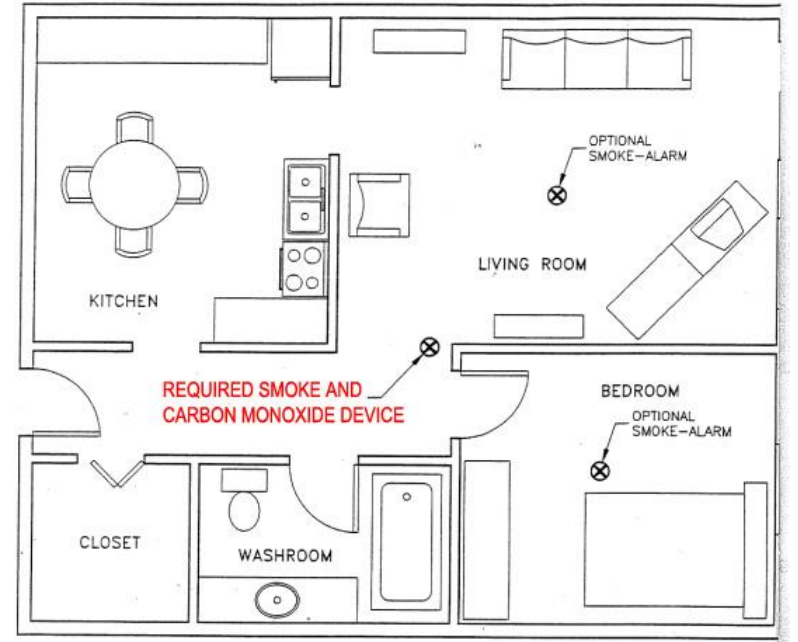 OPTIONAL
SMOKE-ALARM
LIVING ROOM
KITCHEN
REQUIRED SMOKE AND
CARBON MONOXIDE DEVICE
BEDROOM
OPTIONAL
SMOKE-ALARM
CLOSET
WASHROOM